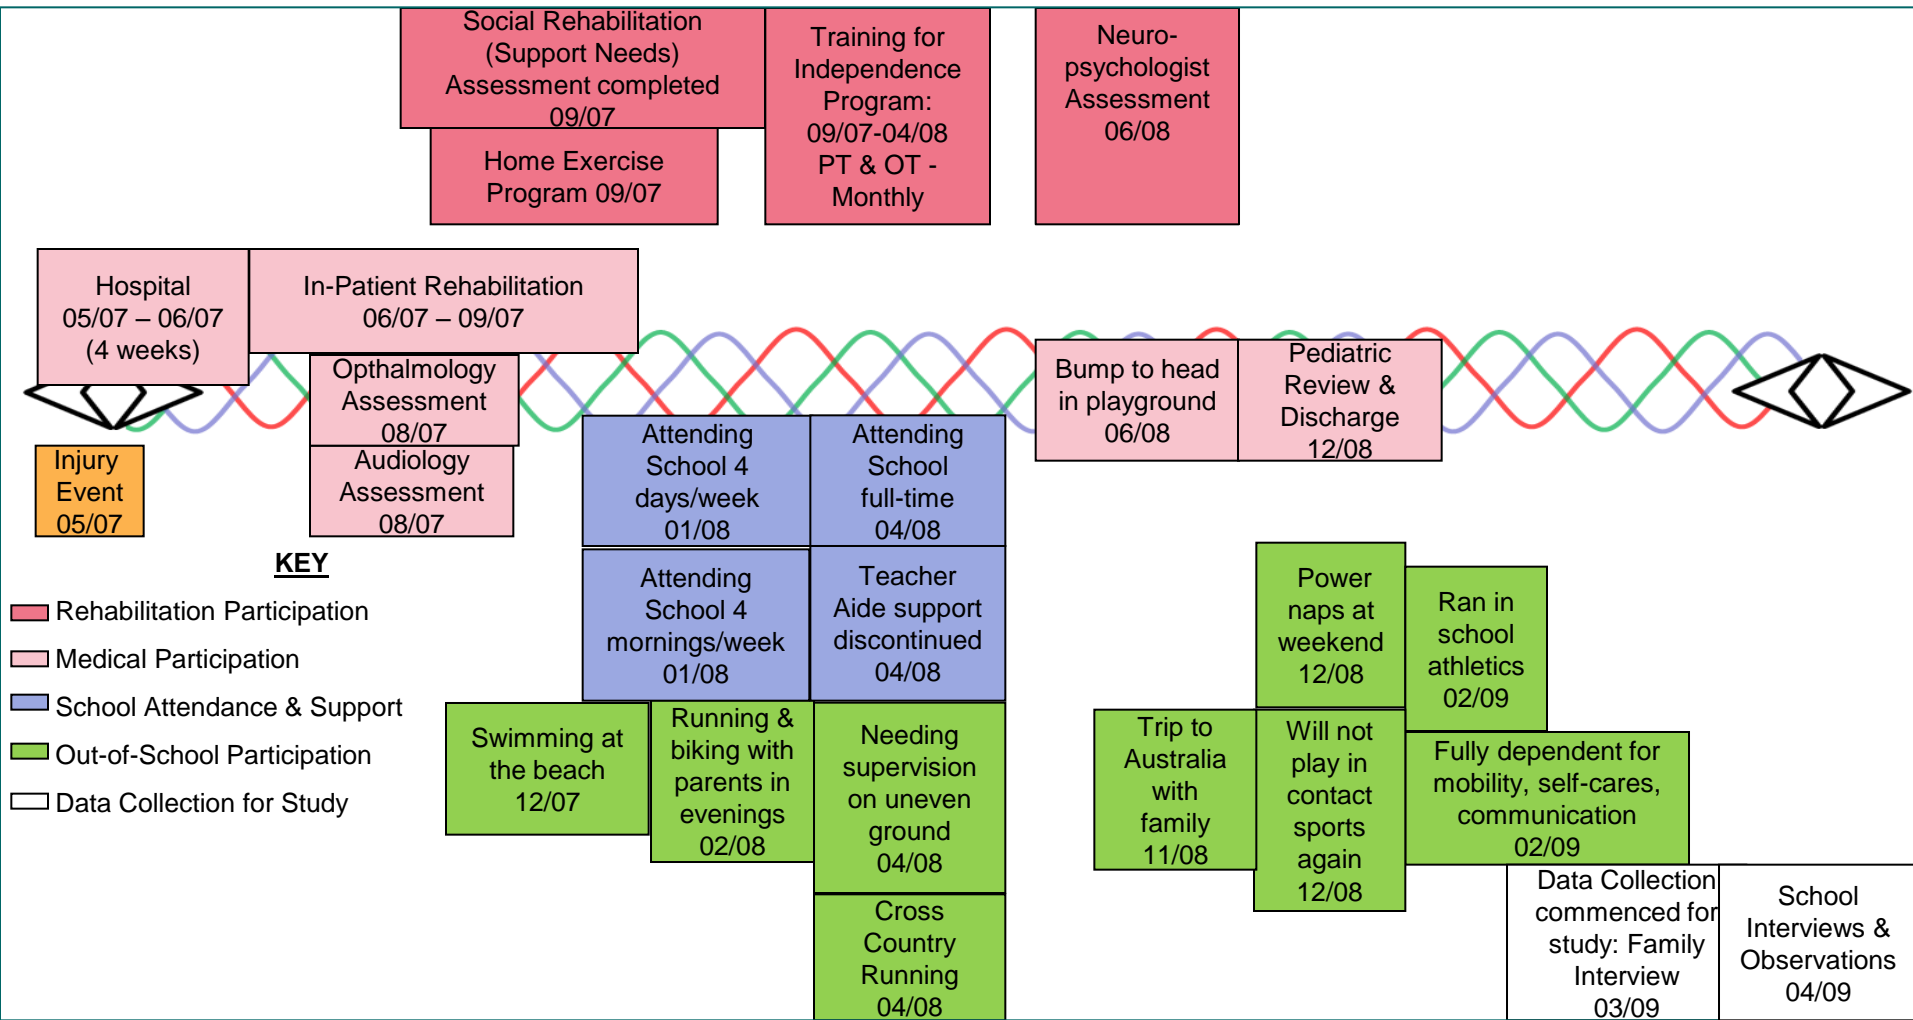 Social Rehabilitation
(Support Needs)
Assessment completed
09/07
Training for
Independence
Program:
09/07-04/08
PT & OT -
Monthly
Neuro-
psychologist
Assessment
06/08
Home Exercise
Program 09/07
Hospital
05/07 – 06/07
(4 weeks)
In-Patient Rehabilitation
06/07 – 09/07
Opthalmology
Assessment
08/07
Audiology
Assessment
08/07
Injury
Event
05/07
Bump to head
in playground
06/08
Pediatric
Review &
Discharge
12/08
Attending
School 4
days/week
01/08
Attending
School
full-time
04/08
Attending
School 4
mornings/week
01/08
Teacher
Aide support
discontinued
04/08
KEY
Rehabilitation Participation
Medical Participation
School Attendance & Support
Out-of-School Participation
Data Collection for Study
Swimming at
the beach
12/07
Running &
biking with
parents in
evenings
02/08
Needing
supervision
on uneven
ground
04/08
Cross
Country
Running
04/08
Power
naps at
weekend
12/08
Ran in
school
athletics
02/09
Trip to
Australia
with
family
11/08
Will not
play in
contact
sports
again
12/08
Fully dependent for
mobility, self-cares,
communication
02/09
Data Collection
commenced for
study: Family
Interview
03/09
School
Interviews &
Observations
04/09